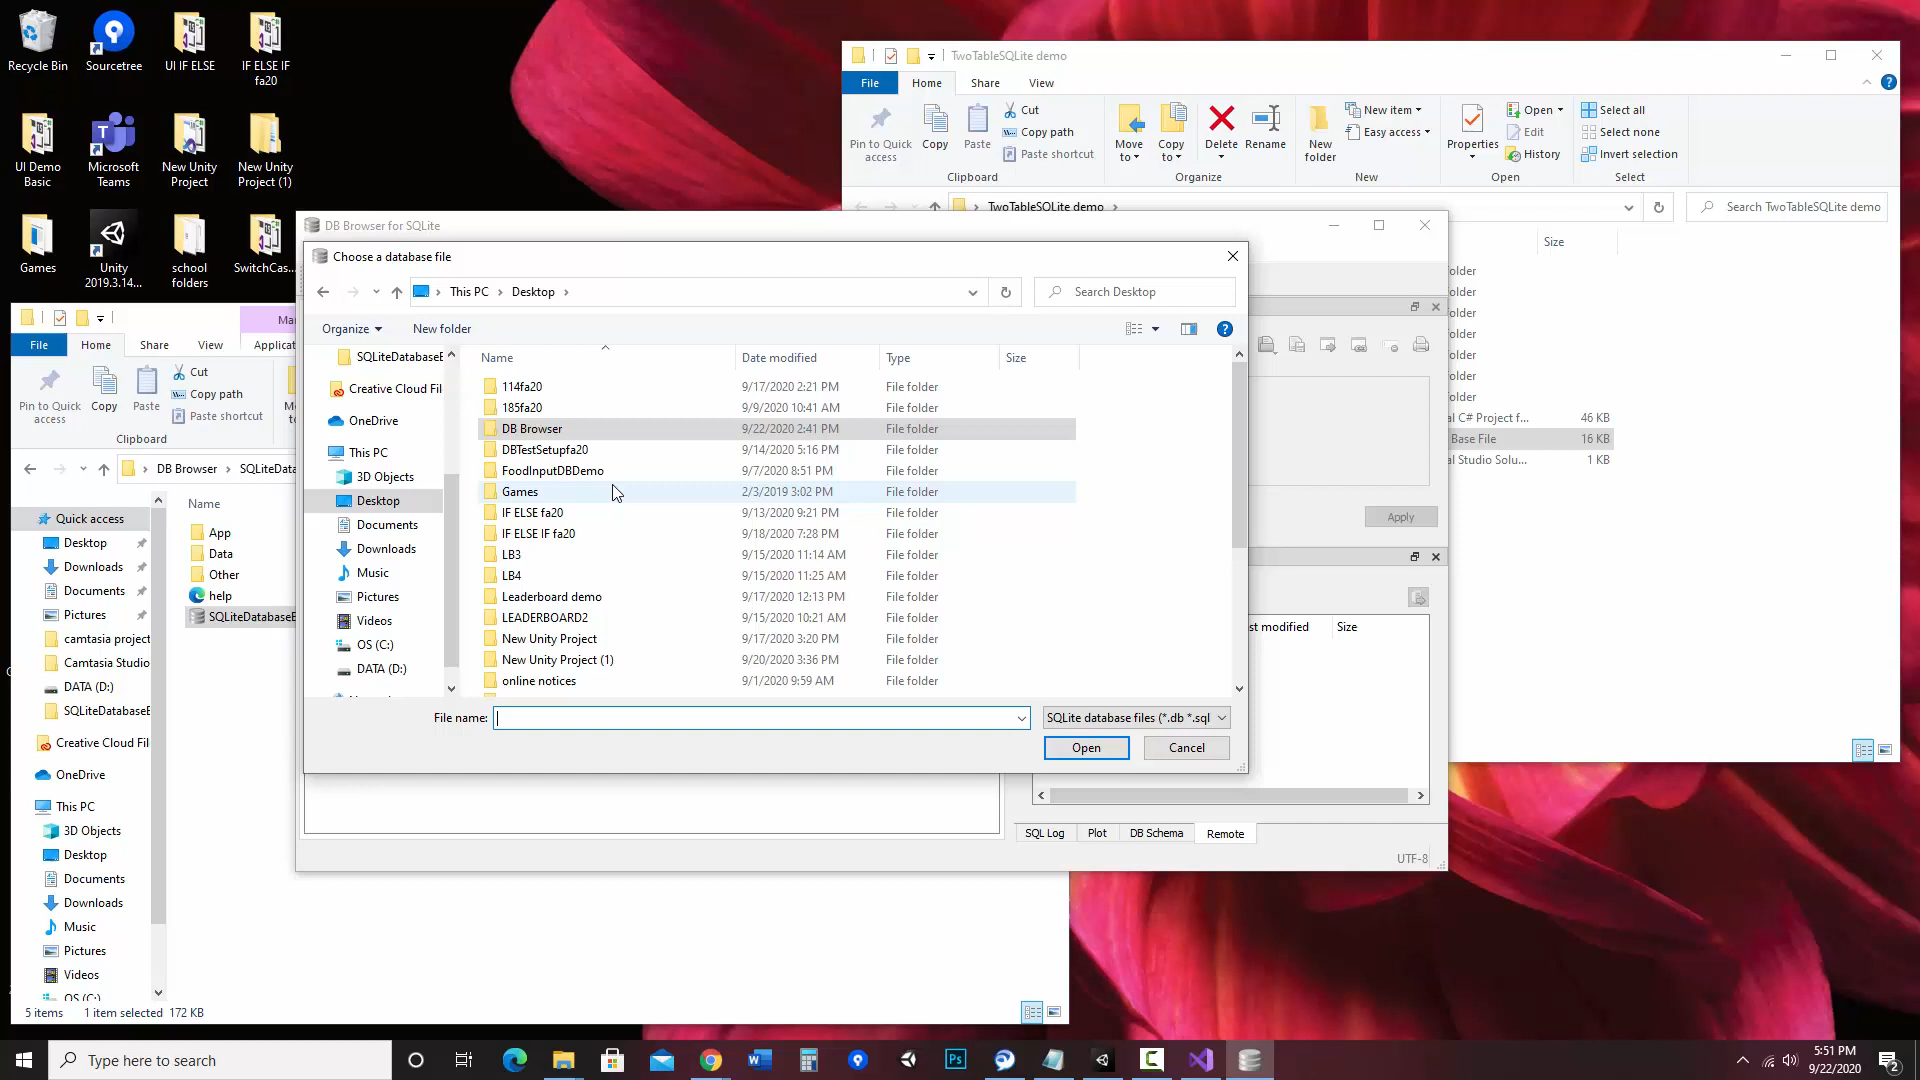 Recycle Bin
Sourcetree
UI IF ELSE
IF ELSE IF
fa20
UI Demo
Basic
Microsoft
Teams
New Unity
Project
New Unity
Project (1)
Games
Unity
2019.3.14...
school
folders
SwitchCas...
TwoTableSQLite demo
File
Home
Share
View
Pin to Quick
access
Copy
Paste
Cut
Copy path
Paste shortcut
Clipboard
Move
to
Copy
to
Delete
Rename
Organize
New
folder
New item
Easy access
New
Properties
Open
Edit
History
Open
Select all
Select none
Invert selection
Select
TwoTableSQLite demo
Search TwoTableSQLite demo
Size
older
older
older
older
older
older
older
al C# Project f... 46 KB
Base File 16 KB
al Studio Solu... 1 KB
DB Browser for SQLite
Choose a database file
This PC
Desktop
Search Desktop
Organize
New folder
SQLiteDatabaseE
Creative Cloud Fil
OneDrive
This PC
3D Objects
Desktop
Documents
Downloads
Music
Pictures
Videos
OS (C:)
DATA (D:)
Name Date modified Type Size
114fa20 9/17/2020 2:21 PM File folder
185fa20 9/9/2020 10:41 AM File folder
DB Browser 9/22/2020 2:41 PM File folder
DBTestSetupfa20 9/14/2020 5:16 PM File folder
FoodInputDBDemo 9/7/2020 8:51 PM File folder
Games 2/3/2019 3:02 PM File folder
IF ELSE fa20 9/13/2020 9:21 PM File folder
IF ELSE IF fa20 9/18/2020 7:28 PM File folder
LB3 9/15/2020 11:14 AM File folder
LB4 9/15/2020 11:25 AM File folder
Leaderboard demo 9/17/2020 12:13 PM File folder
LEADERBOARD2 9/15/2020 10:21 AM File folder
New Unity Project 9/17/2020 3:20 PM File folder
New Unity Project (1) 9/20/2020 3:36 PM File folder
online notices 9/1/2020 9:59 AM File folder
File name:
SQLite database files (*.db *.sql
Open
Cancel
Apply
st modified
Size
SQL Log
Plot
DB Schema
Remote
UTF-8
Ma
File
Home
Share
View
Applicat
Pin to Quick
access
Copy
Paste
Cut
Copy path
Paste shortcut
Clipboard
DB Browser
SQLiteData
Quick access
Desktop
Downloads
Documents
Pictures
camtasia project
Camtasia Studio
DATA (D:)
SQLiteDatabaseE
Creative Cloud Fil
OneDrive
This PC
3D Objects
Desktop
Documents
Downloads
Music
Pictures
Videos
OS (C:)
Name
App
Data
Other
help
SQLiteDatabaseE
5 items
1 item selected 172 KB
Type here to search
5:51 PM
9/22/2020
2